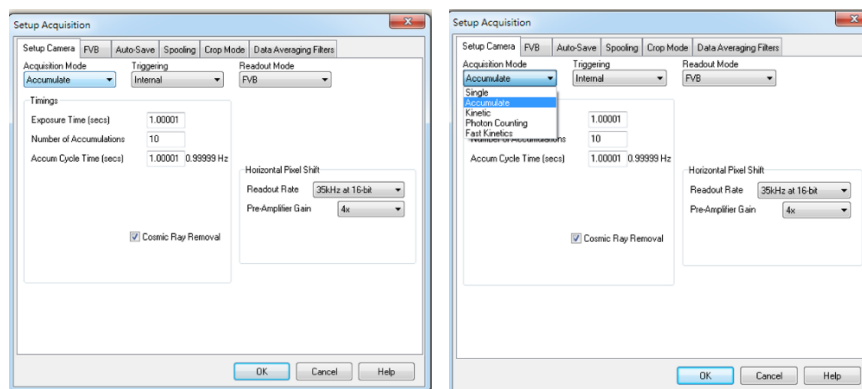 Setup Acquisition
Setup Camera FVB Auto-Save Spooling Crop Mode Data Averaging Filters
Acquisition Mode Triggering Readout Mode
Accumulate Internal FVB
Timings
Exposure Time (secs) 1.00001
Number of Accumulations 10
Accum Cycle Time (secs) 1.00001 0.99999 Hz
Horizontal Pixel Shift
Readout Rate 35kHz at 16-bit
Pre-Amplifier Gain 4x
Cosmic Ray Removal
OK Cancel Help
Setup Acquisition
Setup Camera FVB Auto-Save Spooling Crop Mode Data Averaging Filters
Acquisition Mode Triggering Readout Mode
Accumulate Internal FVB
Single
Accumulate
Kinetic
Photon Counting
Fast Kinetics
1.00001
Number of Accumulations 10
Accum Cycle Time (secs) 1.00001 0.99999 Hz
Horizontal Pixel Shift
Readout Rate 35kHz at 16-bit
Pre-Amplifier Gain 4x
Cosmic Ray Removal
OK Cancel Help